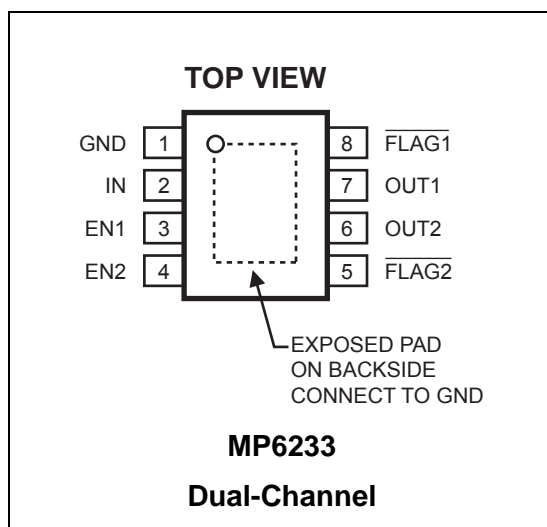 TOP VIEW
GND 1 8 FLAG1
IN 2 7 OUT1
EN1 3 6 OUT2
EN2 4 5 FLAG2
EXPOSED PAD
ON BACKSIDE
CONNECT TO GND
MP6233
Dual-Channel